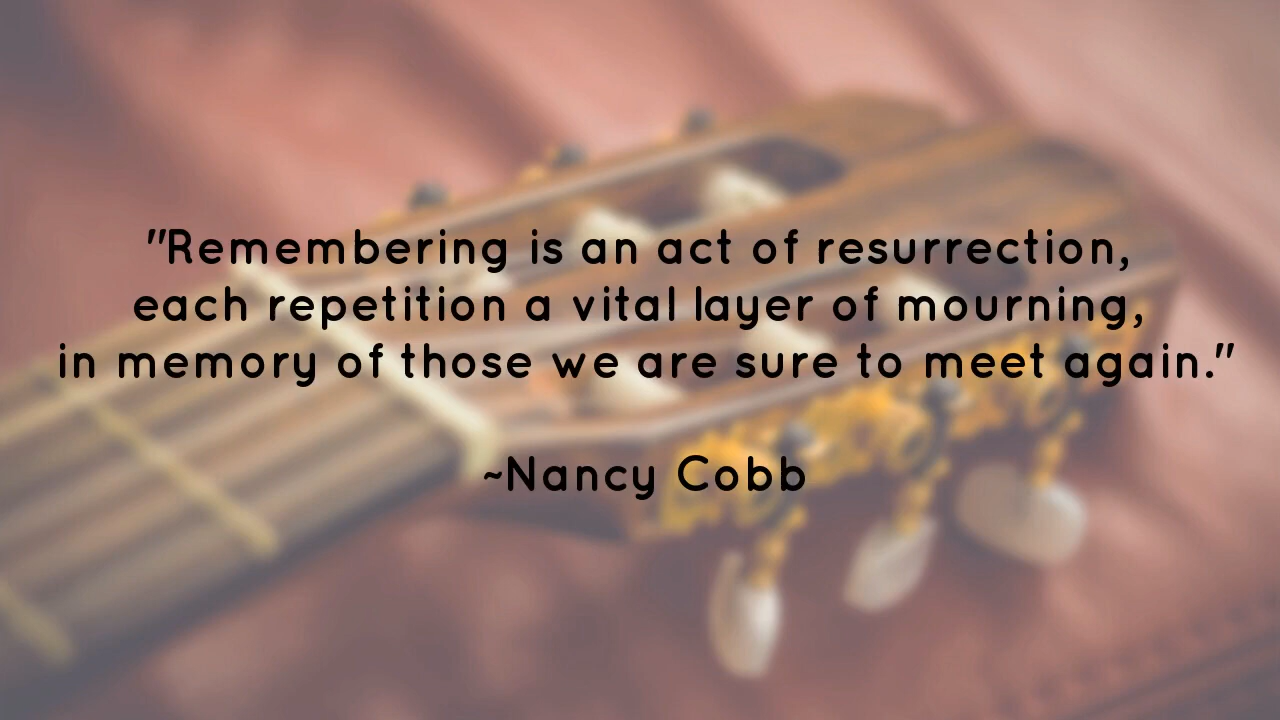 "Remembering is an act of resurrection,
each repetition a vital layer of mourning,
in memory of those we are sure to meet again."
~Nancy Cobb